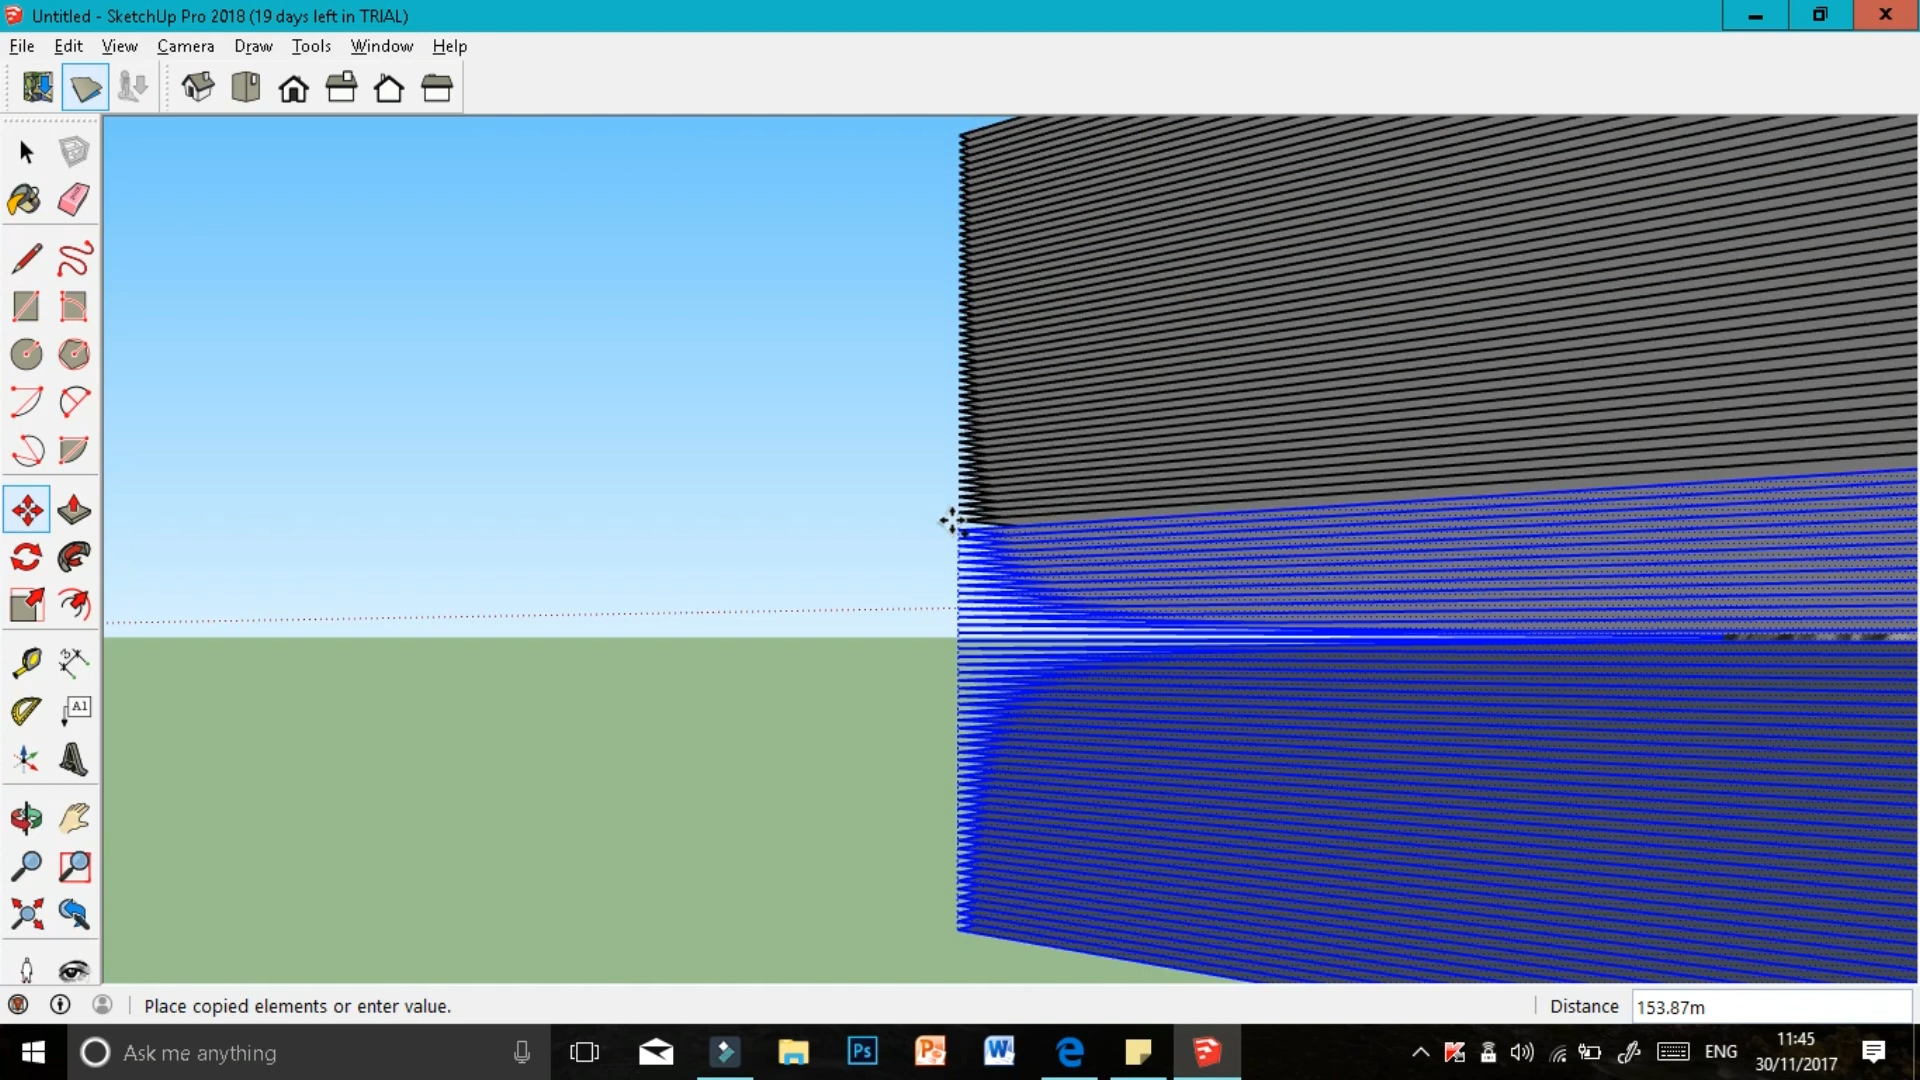 Untitled - SketchUp Pro 2018 (19 days left in TRIAL)
File Edit View Camera Draw Tools Window Help
A1
Place copied elements or enter value.
Distance 153.87m
Ask me anything
Ps
ENG
11:45
30/11/2017